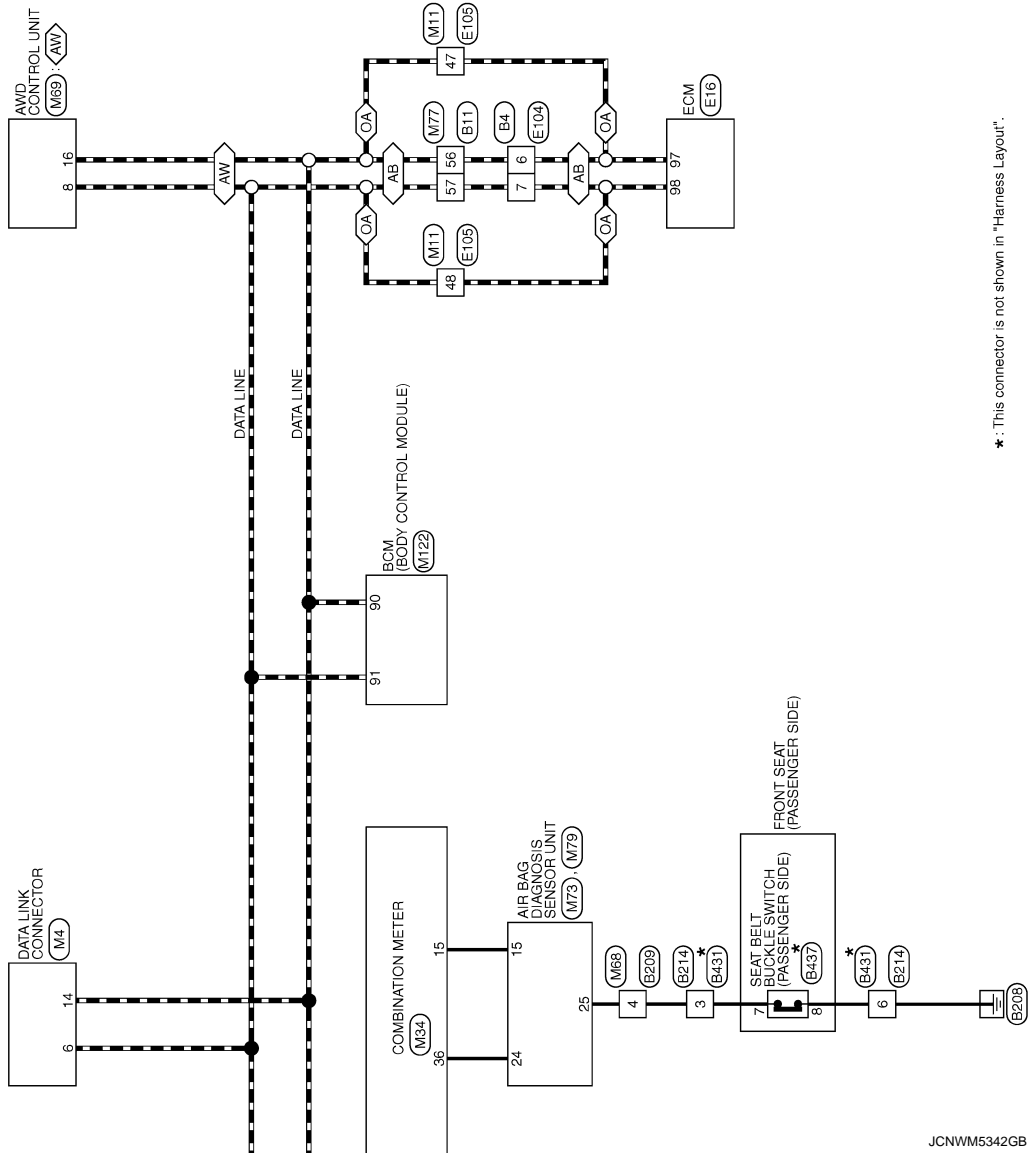 DATA LINK
CONNECTOR
M4
6
14
AWD
CONTROL UNIT
M69 : AW
8
16
AW
DATA LINE
DATA LINE
OA
OA
AB
M11
E105
48
M77
B11
57
56
B4
E104
7
6
M11
E105
47
AB
OA
OA
98
97
ECM
E16
BCM
(BODY CONTROL MODULE)
M122
91
90
COMBINATION METER
M34
36
15
24
15
AIR BAG
DIAGNOSIS
SENSOR UNIT
M73 , M79
25
4
M68
B209
3
B214
* B431
FRONT SEAT
(PASSENGER SIDE)
SEAT BELT
BUCKLE SWITCH
(PASSENGER SIDE)
* B437
7
8
6
* B431
B214
B208
* : This connector is not shown in "Harness Layout".
JCNWM5342GB